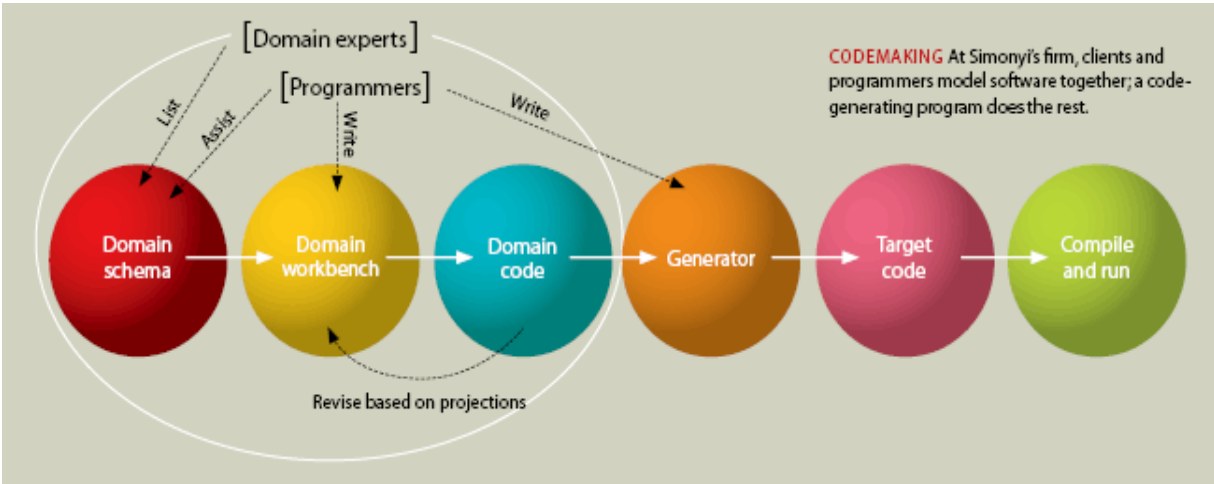 [Domain experts]
[Programmers]
CODEMAKING At Simonyi's firm, clients and
programmers model software together; a code-
generating program does the rest.
List
Assist
Write
Write
Domain
schema
Domain
workbench
Domain
code
Generator
Target
code
Compile
and run
Revise based on projections